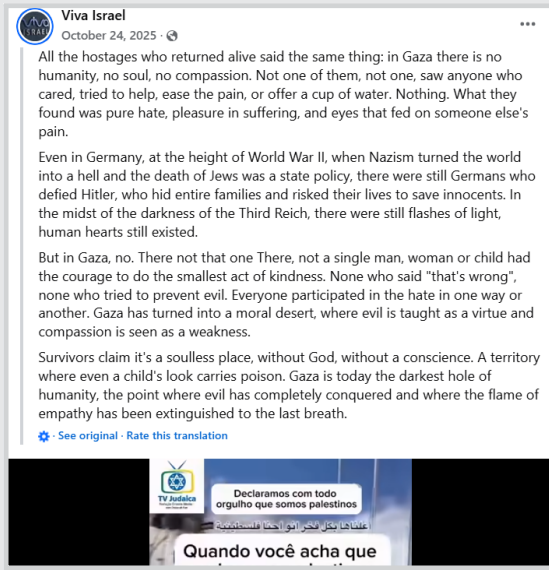 Viva Israel
October 24, 2025 ·
All the hostages who returned alive said the same thing: in Gaza there is no
humanity, no soul, no compassion. Not one of them, not one, saw anyone who
cared, tried to help, ease the pain, or offer a cup of water. Nothing. What they
found was pure hate, pleasure in suffering, and eyes that fed on someone else's
pain.
Even in Germany, at the height of World War II, when Nazism turned the world
into a hell and the death of Jews was a state policy, there were still Germans who
defied Hitler, who hid entire families and risked their lives to save innocents. In
the midst of the darkness of the Third Reich, there were still flashes of light,
human hearts still existed.
But in Gaza, no. There not that one There, not a single man, woman or child had
the courage to do the smallest act of kindness. None who said "that's wrong",
none who tried to prevent evil. Everyone participated in the hate in one way or
another. Gaza has turned into a moral desert, where evil is taught as a virtue and
compassion is seen as a weakness.
Survivors claim it's a soulless place, without God, without a conscience. A territory
where even a child's look carries poison. Gaza is today the darkest hole of
humanity, the point where evil has completely conquered and where the flame of
empathy has been extinguished to the last breath.
· See original · Rate this translation
TV Judaica
Declaramos com todo
orgulho que somos palestinos
Quando você acha que